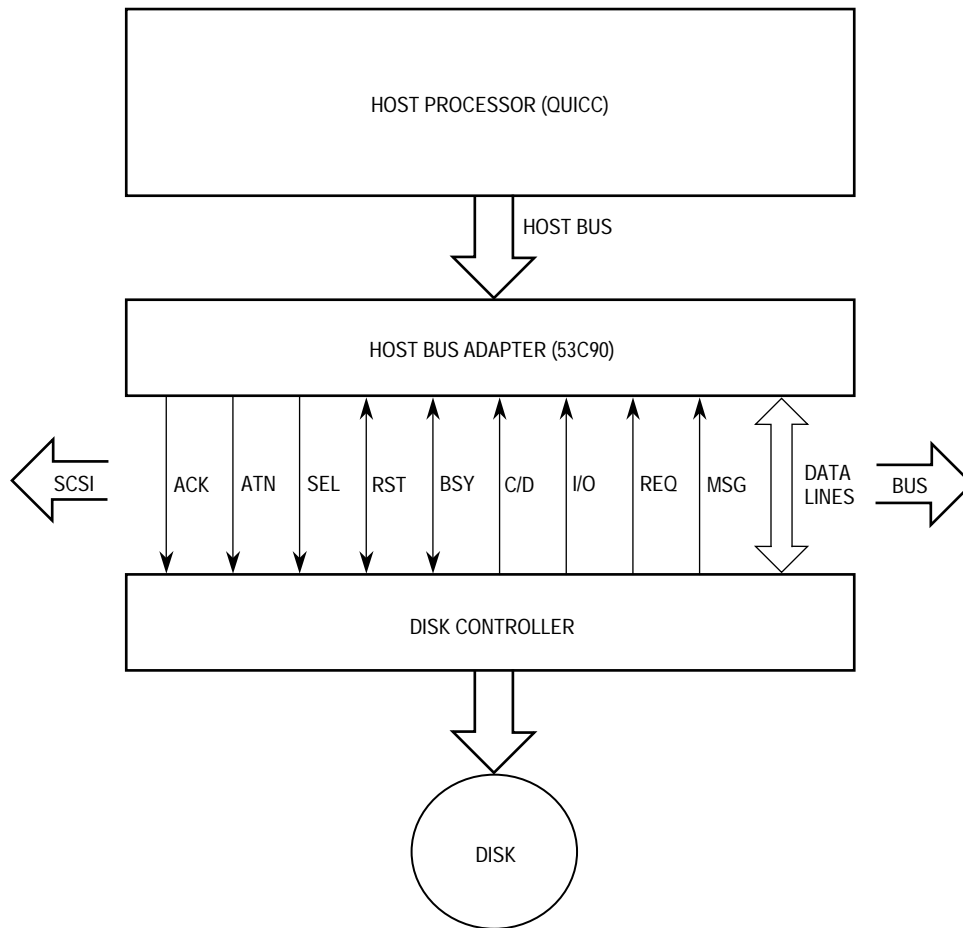 HOST PROCESSOR (QUICC)
HOST BUS
HOST BUS ADAPTER (53C90)
SCSI
ACK
ATN
SEL
RST
BSY
C/D
I/O
REQ
MSG
DATA
LINES
BUS
DISK CONTROLLER
DISK